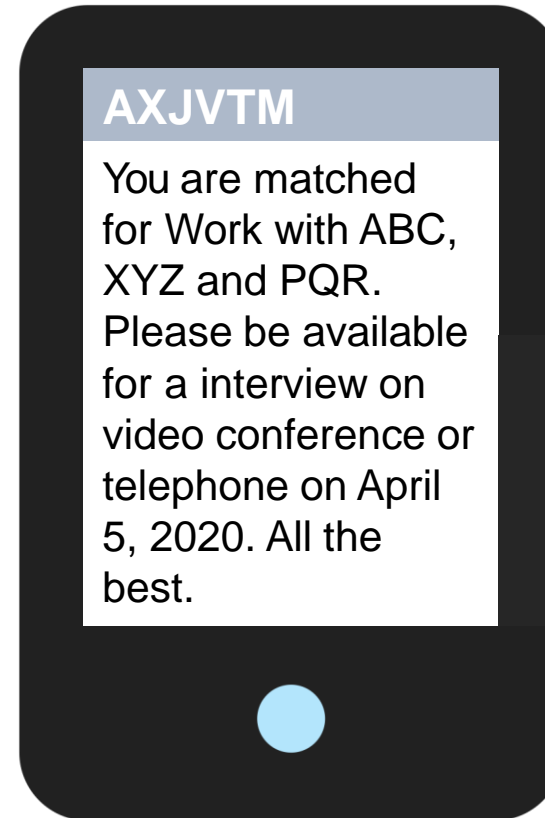 AXJVTM
You are matched
for Work with ABC,
XYZ and PQR.
Please be available
for a interview on
video conference or
telephone on April
5, 2020. All the
best.